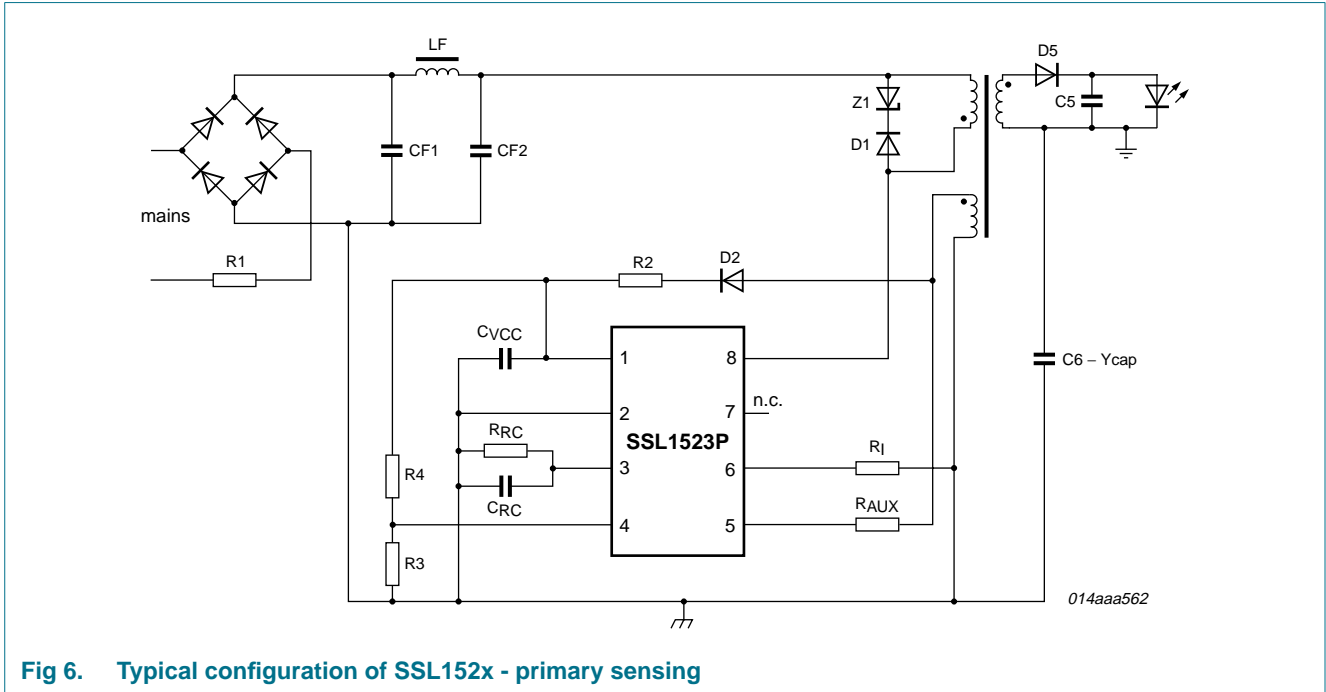 LF
D5
Z1
C5
D1
CF1
CF2
mains
R1
R2
D2
CVCC
1
8
C6 – Ycap
n.c.
2
7
RRC
SSL1523P
RI
R4
3
6
CRC
RAUX
4
5
R3
014aaa562
Fig 6. Typical configuration of SSL152x - primary sensing